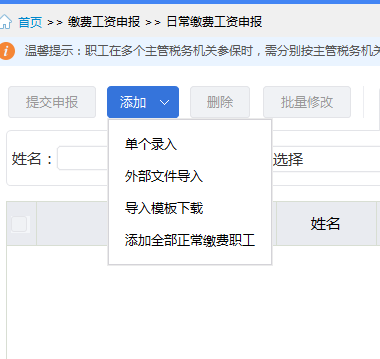 首页 >> 缴费工资申报 >> 日常缴费工资申报
温馨提示：职工在多个主管税务机关参保时，需分别按主管税务机关
提交申报 添加 删除 批量修改
姓名： 选择
单个录入
外部文件导入
导入模板下载
添加全部正常缴费职工
姓名